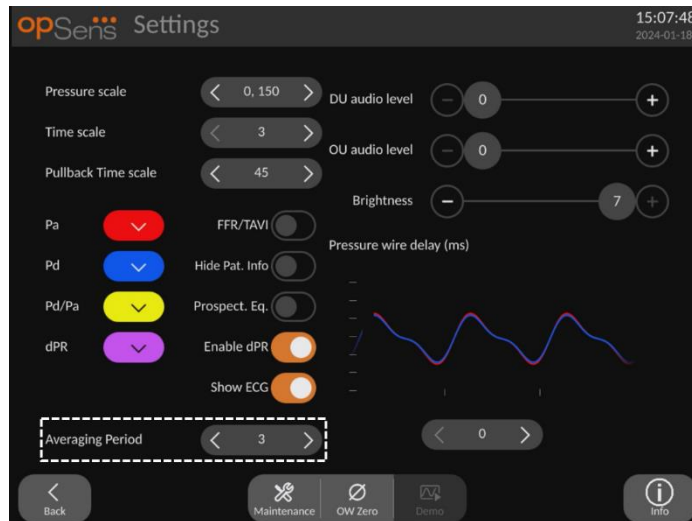 opSens Settings
15:07:48
2024-01-18
Pressure scale
0, 150
Time scale
3
Pullback Time scale
45
DU audio level
0
OU audio level
0
Brightness
7
Pa
Pd
Pd/Pa
dPR
FFR/TAVI
Hide Pat. Info
Prospect. Eq.
Enable dPR
Show ECG
Averaging Period
3
Pressure wire delay (ms)
0
Back
Maintenance
OW Zero
Demo
Info